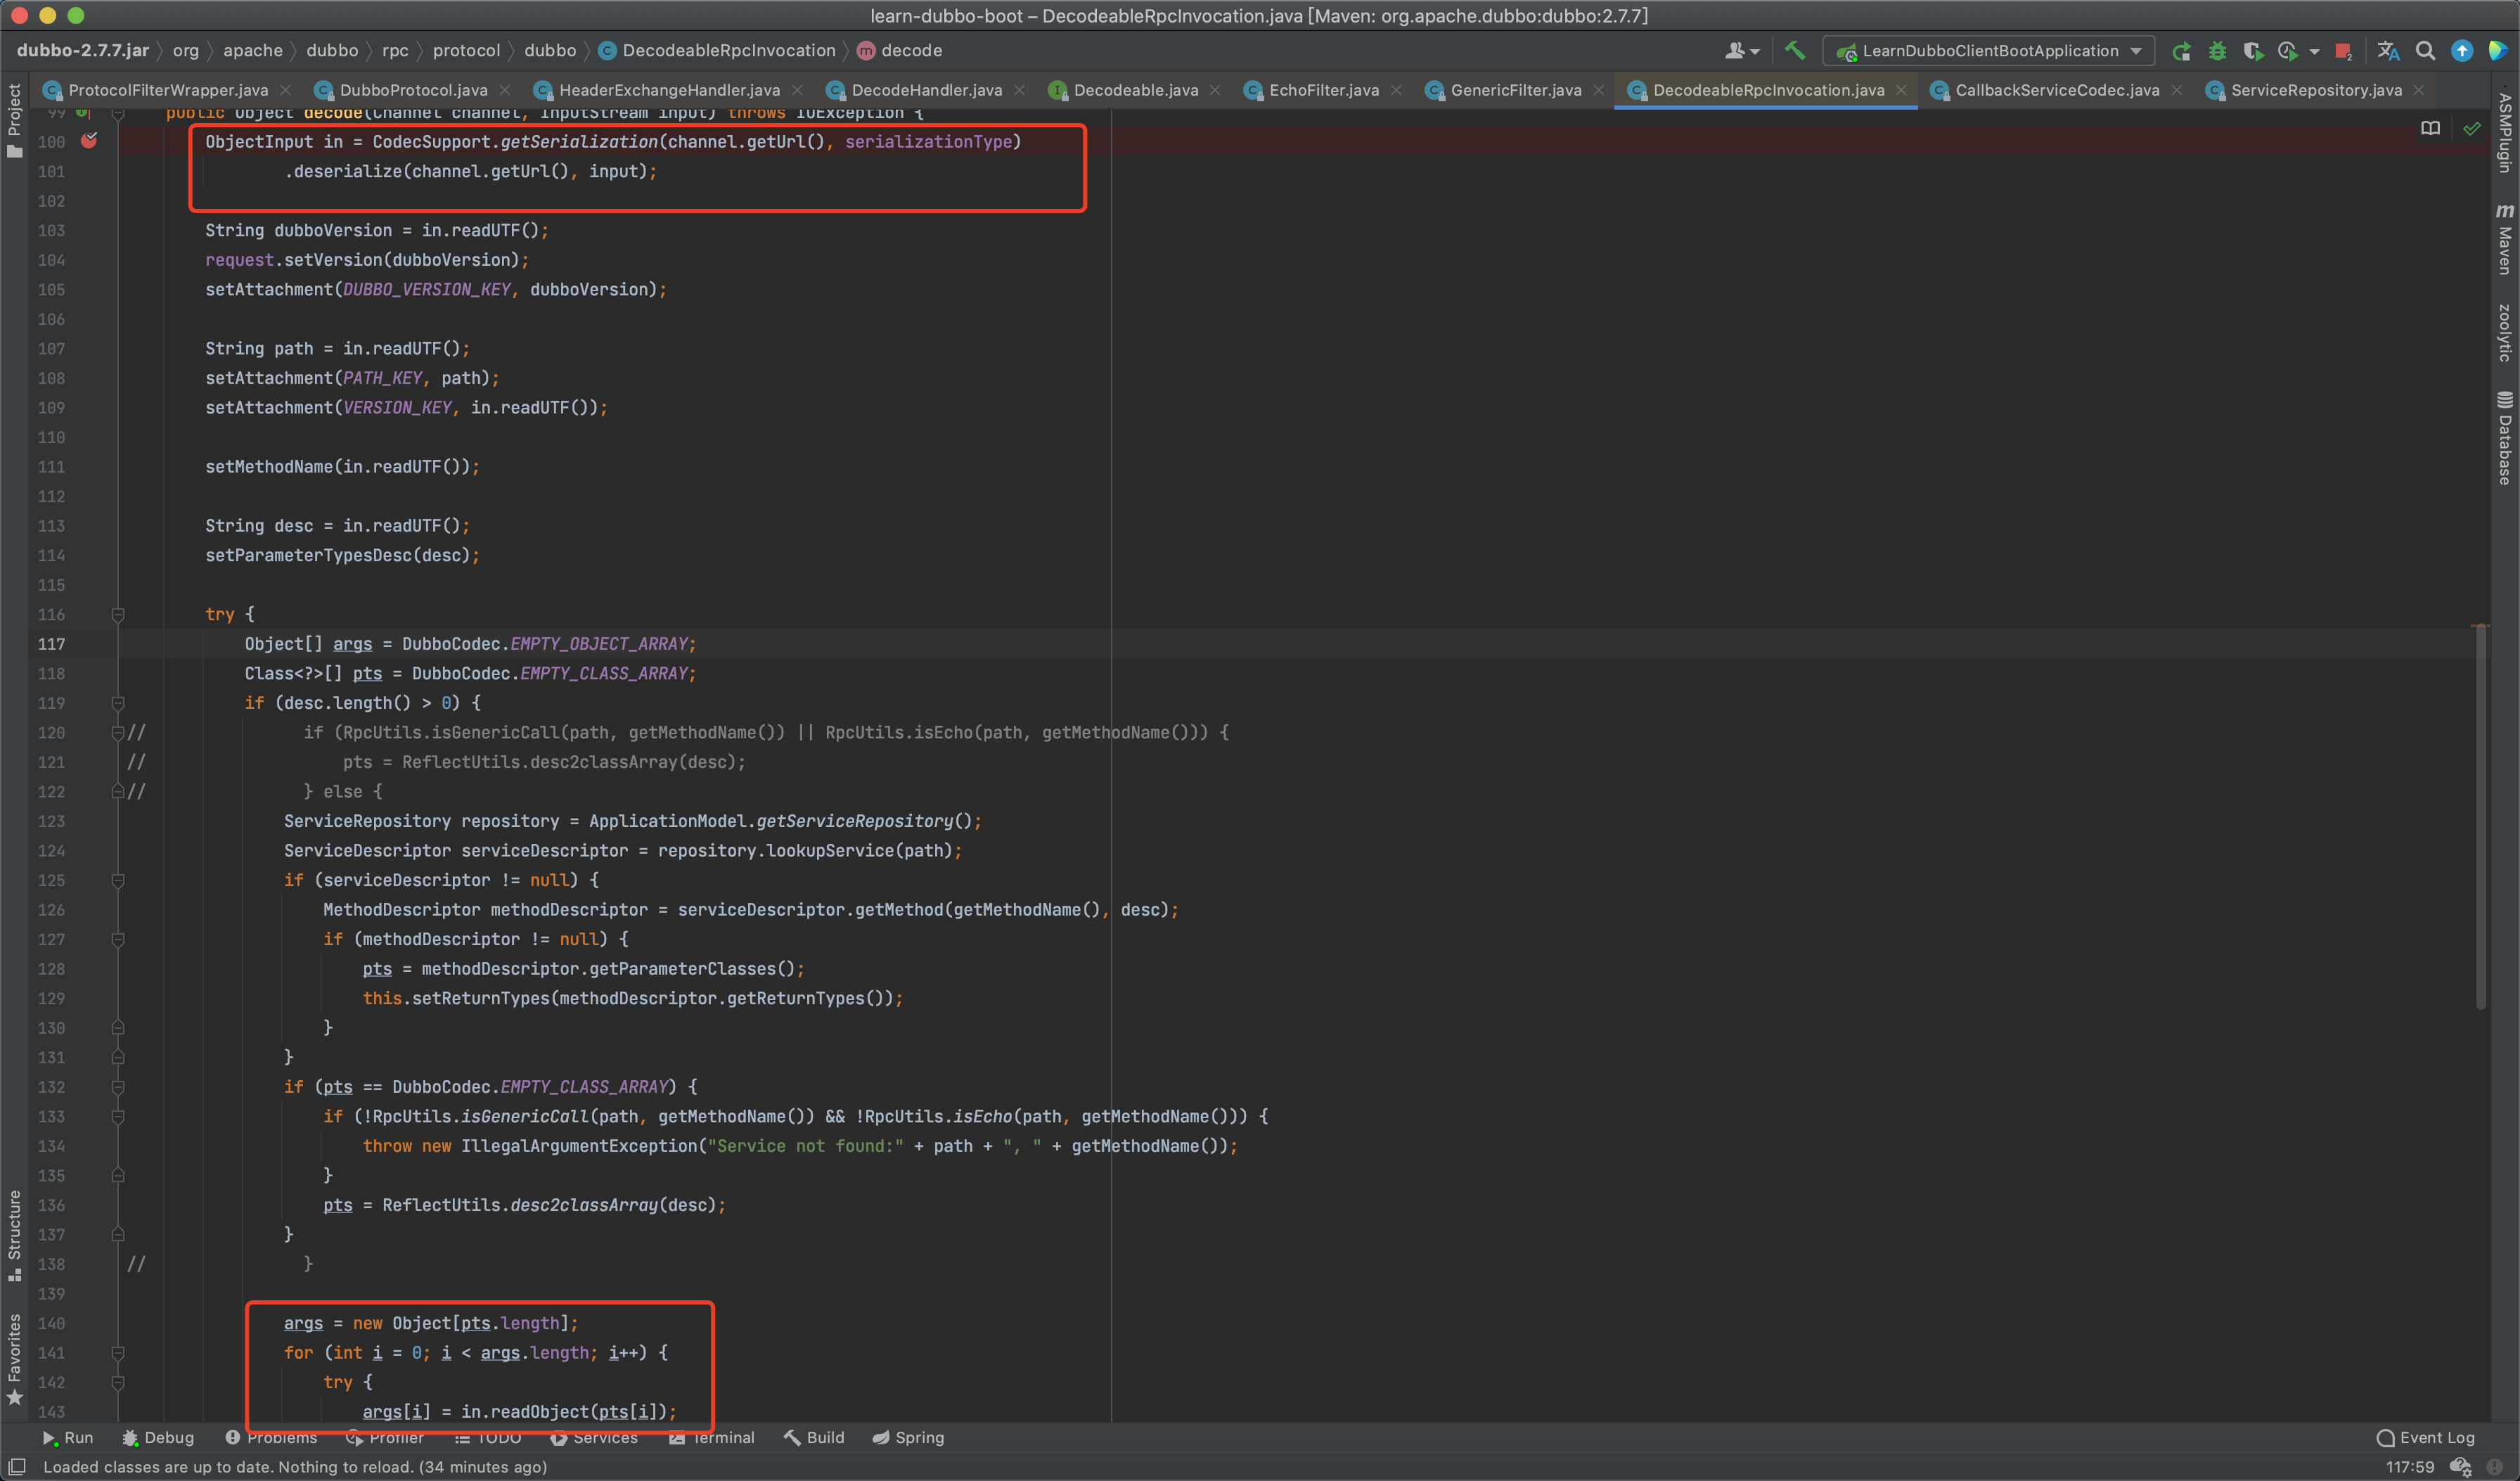 learn-dubbo-boot – DecodeableRpcInvocation.java [Maven: org.apache.dubbo:dubbo:2.7.7]
dubbo-2.7.7.jar org apache dubbo rpc protocol dubbo DecodeableRpcInvocation decode
LearnDubboClientBootApplication
ProtocolFilterWrapper.java DubboProtocol.java HeaderExchangeHandler.java DecodeHandler.java Decodeable.java EchoFilter.java GenericFilter.java DecodeableRpcInvocation.java CallbackServiceCodec.java ServiceRepository.java
99 public Object decode(Channel channel, InputStream input) throws IOException {
100 ObjectInput in = CodecSupport.getSerialization(channel.getUrl(), serializationType)
101 .deserialize(channel.getUrl(), input);
102
103 String dubboVersion = in.readUTF();
104 request.setVersion(dubboVersion);
105 setAttachment(DUBBO_VERSION_KEY, dubboVersion);
106
107 String path = in.readUTF();
108 setAttachment(PATH_KEY, path);
109 setAttachment(VERSION_KEY, in.readUTF());
110
111 setMethodName(in.readUTF());
112
113 String desc = in.readUTF();
114 setParameterTypesDesc(desc);
115
116 try {
117 Object[] args = DubboCodec.EMPTY_OBJECT_ARRAY;
118 Class<?>[] pts = DubboCodec.EMPTY_CLASS_ARRAY;
119 if (desc.length() > 0) {
120 // if (RpcUtils.isGenericCall(path, getMethodName()) || RpcUtils.isEcho(path, getMethodName())) {
121 // pts = ReflectUtils.desc2classArray(desc);
122 // } else {
123 ServiceRepository repository = ApplicationModel.getServiceRepository();
124 ServiceDescriptor serviceDescriptor = repository.lookupService(path);
125 if (serviceDescriptor != null) {
126 MethodDescriptor methodDescriptor = serviceDescriptor.getMethod(getMethodName(), desc);
127 if (methodDescriptor != null) {
128 pts = methodDescriptor.getParameterClasses();
129 this.setReturnTypes(methodDescriptor.getReturnTypes());
130 }
131 }
132 if (pts == DubboCodec.EMPTY_CLASS_ARRAY) {
133 if (!RpcUtils.isGenericCall(path, getMethodName()) && !RpcUtils.isEcho(path, getMethodName())) {
134 throw new IllegalArgumentException("Service not found:" + path + ", " + getMethodName());
135 }
136 pts = ReflectUtils.desc2classArray(desc);
137 }
138 // }
139
140 args = new Object[pts.length];
141 for (int i = 0; i < args.length; i++) {
142 try {
143 args[i] = in.readObject(pts[i]);
Project
Structure
Favorites
ASMPlugin
m Maven
zoolytic
Database
Run Debug Problems Profiler TODO Services Terminal Build Spring Event Log
Loaded classes are up to date. Nothing to reload. (34 minutes ago) 117:59